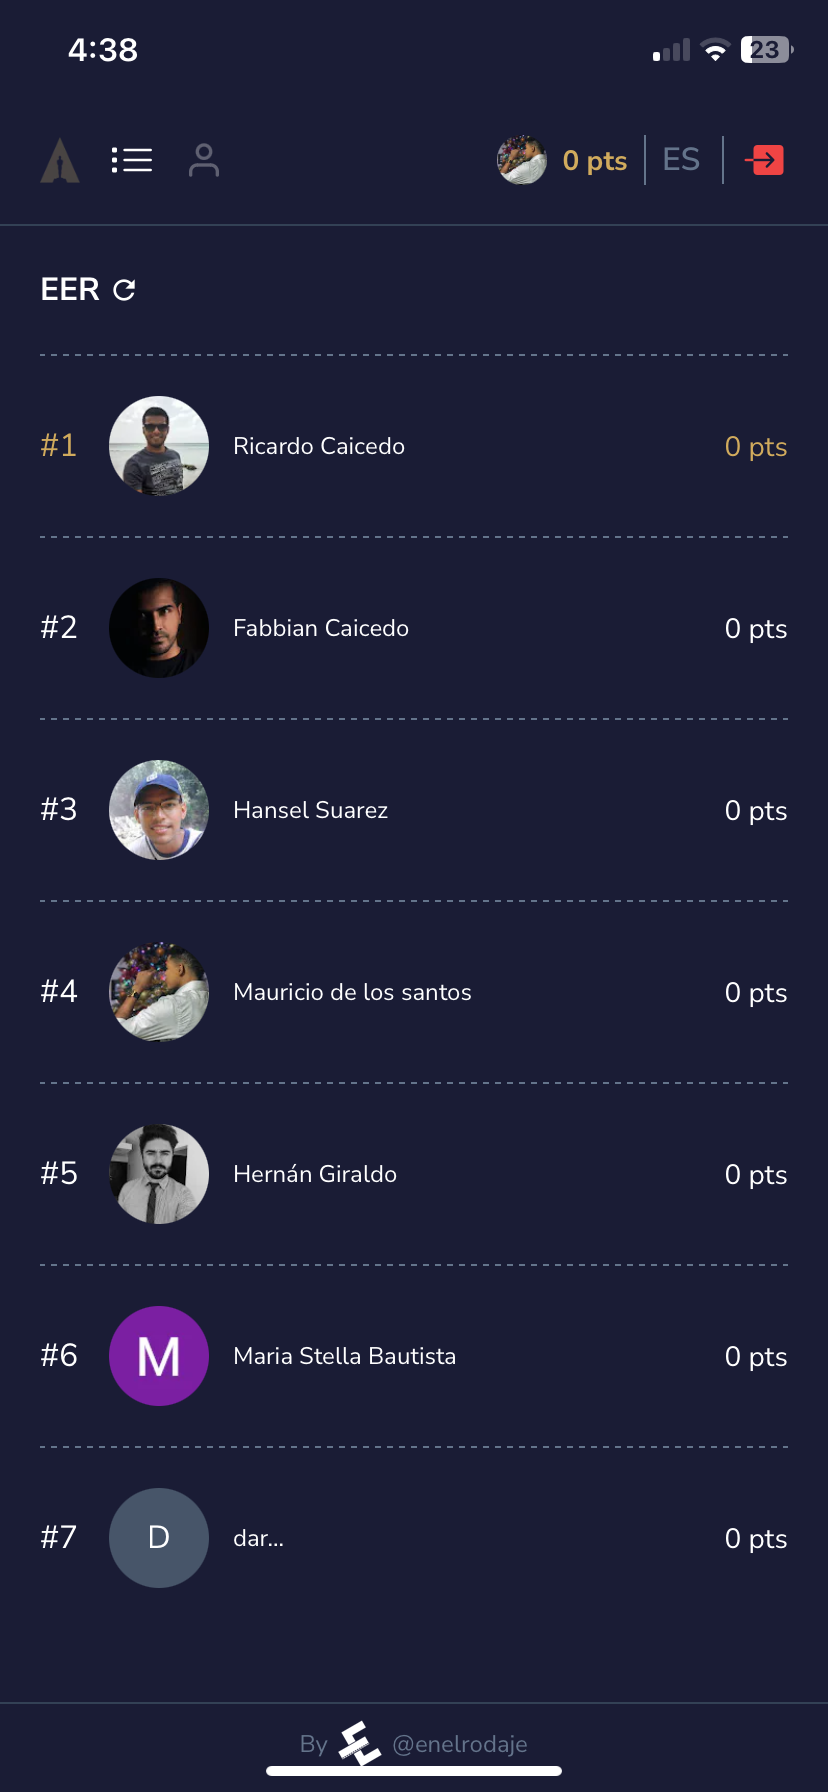 4:38 23
0 pts ES
EER
#1 Ricardo Caicedo 0 pts
#2 Fabbian Caicedo 0 pts
#3 Hansel Suarez 0 pts
#4 Mauricio de los santos 0 pts
#5 Hernán Giraldo 0 pts
#6 M Maria Stella Bautista 0 pts
#7 D dar... 0 pts
By @enelrodaje